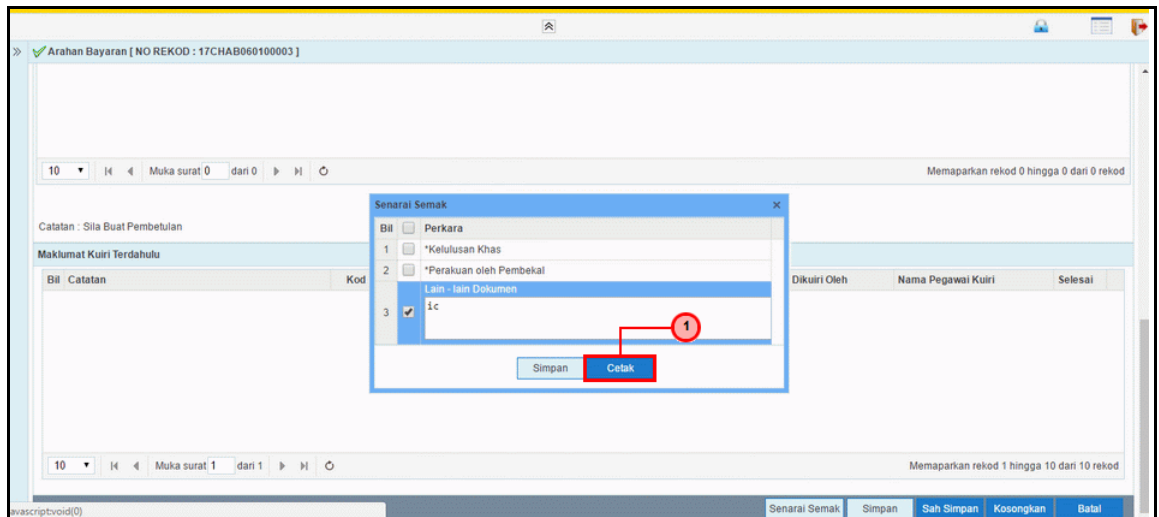 Arahan Bayaran [ NO REKOD : 17CHAB060100003 ]
10 Muka surat 0 dari 0 Memaparkan rekod 0 hingga 0 dari 0 rekod
Senarai Semak
Bil Perkara
1 *Kelulusan Khas
2 *Perakuan oleh Pembekal
Lain - lain Dokumen
3 ic
1
Simpan Cetak
Catatan : Sila Buat Pembetulan
Maklumat Kuiri Terdahulu
Bil Catatan Kod Dikuiri Oleh Nama Pegawai Kuiri Selesai
10 Muka surat 1 dari 1 Memaparkan rekod 1 hingga 10 dari 10 rekod
avascript:void(0) Senarai Semak Simpan Sah Simpan Kosongkan Batal